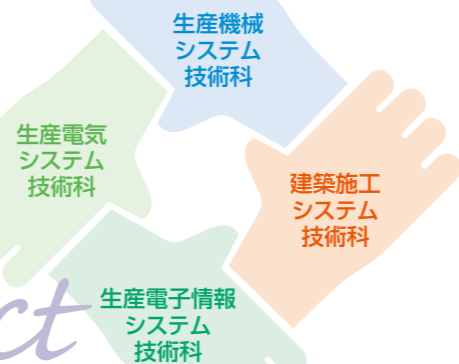 生産機械
システム
技術科
生産電気
システム
技術科
建築施工
システム
技術科
生産電子情報
システム
技術科
ct